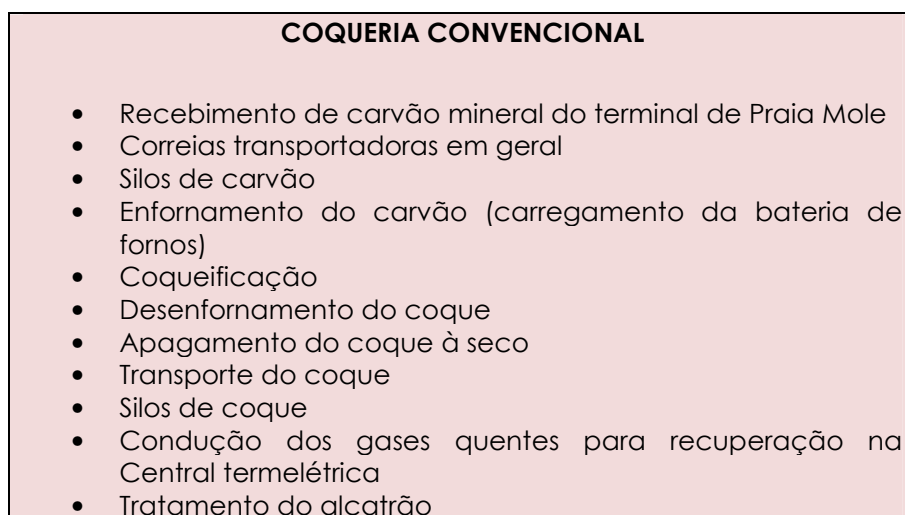 COQUERIA CONVENCIONAL
• Recebimento de carvão mineral do terminal de Praia Mole
• Correias transportadoras em geral
• Silos de carvão
• Enfornamento do carvão (carregamento da bateria de
fornos)
• Coqueificação
• Desenfornamento do coque
• Apagamento do coque à seco
• Transporte do coque
• Silos de coque
• Condução dos gases quentes para recuperação na
Central termelétrica
• Tratamento do alcatrão